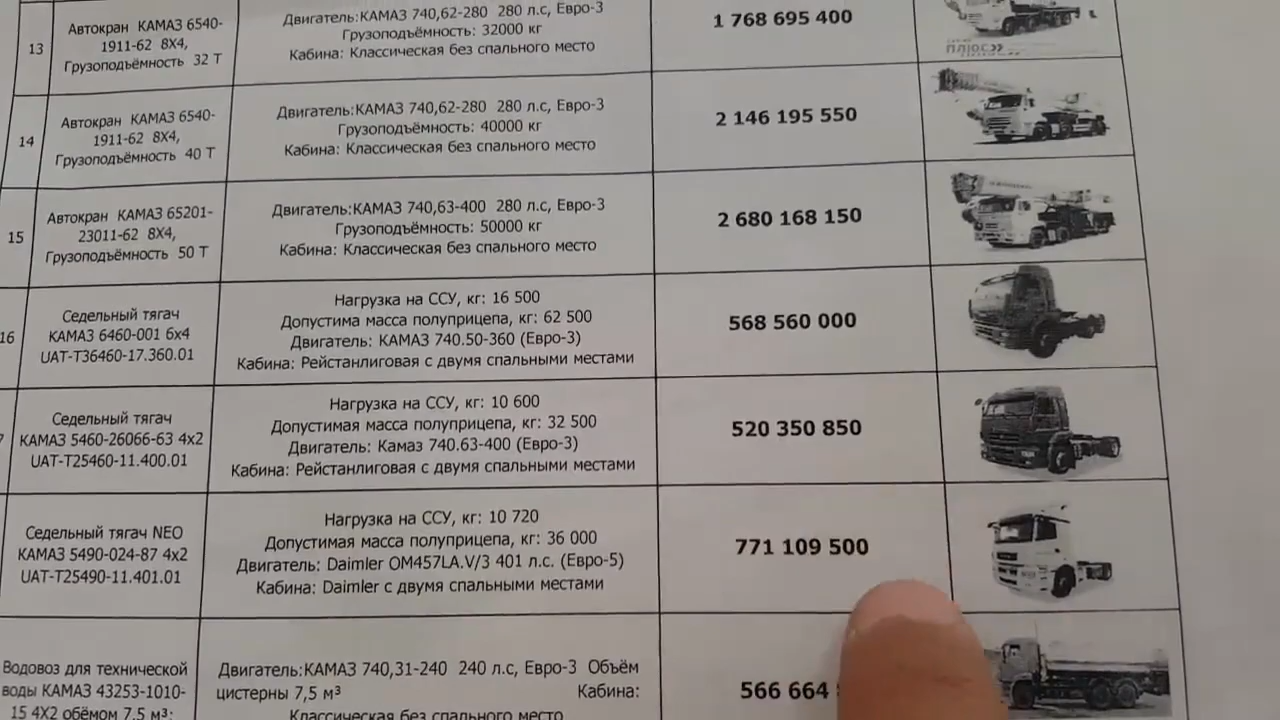 13
Автокран КАМАЗ 6540-
1911-62 8Х4,
Грузоподъёмность 32 Т
Двигатель:КАМАЗ 740,62-280 280 л.с, Евро-3
Грузоподъёмность: 32000 кг
Кабина: Классическая без спального место
1 768 695 400
ПЛЮС»
14
Автокран КАМАЗ 6540-
1911-62 8Х4,
Грузоподъёмность 40 Т
Двигатель:КАМАЗ 740,62-280 280 л.с, Евро-3
Грузоподъёмность: 40000 кг
Кабина: Классическая без спального место
2 146 195 550
15
Автокран КАМАЗ 65201-
23011-62 8Х4,
Грузоподъёмность 50 Т
Двигатель:КАМАЗ 740,63-400 280 л.с, Евро-3
Грузоподъёмность: 50000 кг
Кабина: Классическая без спального место
2 680 168 150
16
Седельный тягач
КАМАЗ 6460-001 6х4
UAT-T36460-17.360.01
Нагрузка на ССУ, кг: 16 500
Допустима масса полуприцепа, кг: 62 500
Двигатель: КАМАЗ 740.50-360 (Евро-3)
Кабина: Рейстанлиговая с двумя спальными местами
568 560 000
7
Седельный тягач
КАМАЗ 5460-26066-63 4х2
UAT-T25460-11.400.01
Нагрузка на ССУ, кг: 10 600
Допустимая масса полуприцепа, кг: 32 500
Двигатель: Камаз 740.63-400 (Евро-3)
Кабина: Рейстанлиговая с двумя спальными местами
520 350 850
Седельный тягач NEO
КАМАЗ 5490-024-87 4х2
UAT-T25490-11.401.01
Нагрузка на ССУ, кг: 10 720
Допустимая масса полуприцепа, кг: 36 000
Двигатель: Daimler OM457LA.V/3 401 л.с. (Евро-5)
Кабина: Daimler с двумя спальными местами
771 109 500
Водовоз для технической
воды КАМАЗ 43253-1010-
15 4Х2 объёмом 7,5 м³;
Двигатель:КАМАЗ 740,31-240 240 л.с, Евро-3 Объём
цистерны 7,5 м³ Кабина:
Классическая без спального место
566 664